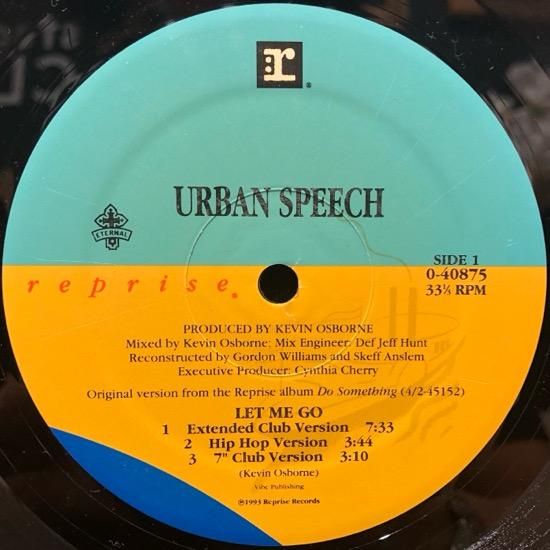 r
URBAN SPEECH
ETERNAL
SIDE 1
reprise
0-40875
33⅓ RPM
PRODUCED BY KEVIN OSBORNE
Mixed by Kevin Osborne; Mix Engineer: Def Jeff Hunt
Reconstructed by Gordon Williams and Skeff Anslem
Executive Producer: Cynthia Cherry
Original version from the Reprise album Do Something (4/2-45152)
LET ME GO
1 Extended Club Version 7:33
2 Hip Hop Version 3:44
3 7" Club Version 3:10
(Kevin Osborne)
Vibe Publishing
℗1993 Reprise Records